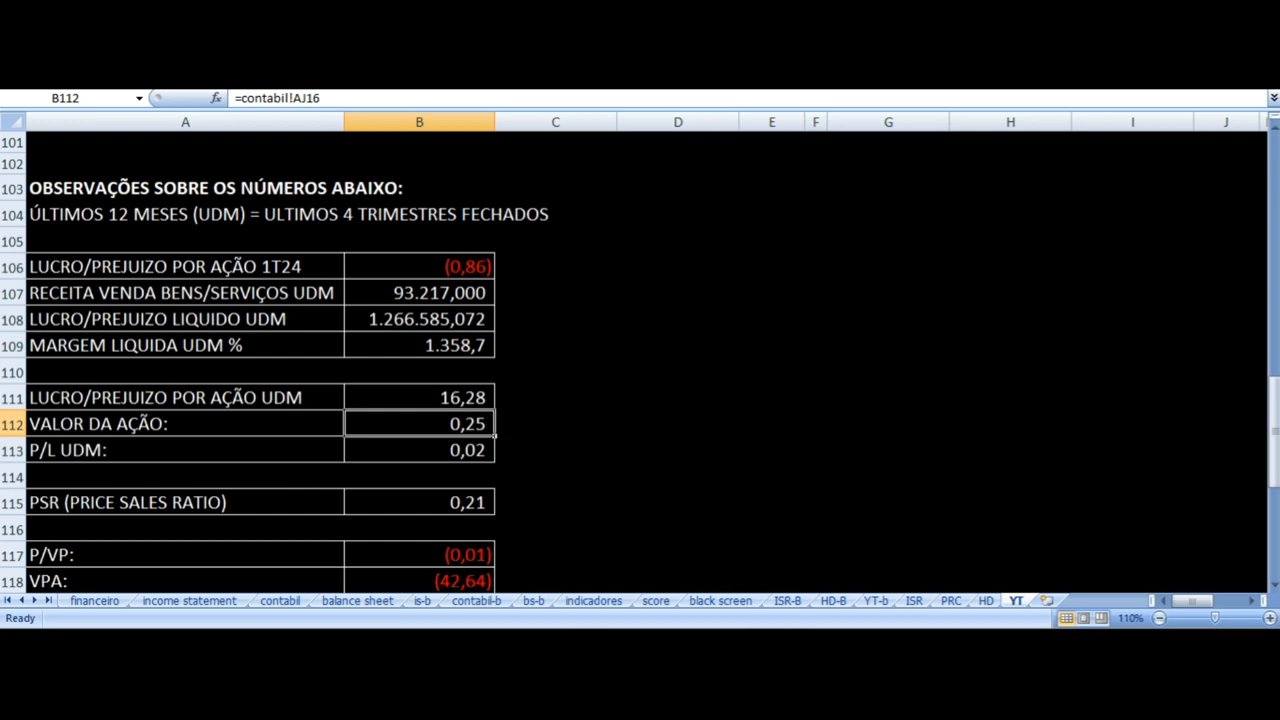 B112 fx =contabil!AJ16
A B C D E F G H I J
101
102
103 OBSERVAÇÕES SOBRE OS NÚMEROS ABAIXO:
104 ÚLTIMOS 12 MESES (UDM) = ULTIMOS 4 TRIMESTRES FECHADOS
105
106 LUCRO/PREJUIZO POR AÇÃO 1T24 (0,86)
107 RECEITA VENDA BENS/SERVIÇOS UDM 93.217,000
108 LUCRO/PREJUIZO LIQUIDO UDM 1.266.585,072
109 MARGEM LIQUIDA UDM % 1.358,7
110
111 LUCRO/PREJUIZO POR AÇÃO UDM 16,28
112 VALOR DA AÇÃO: 0,25
113 P/L UDM: 0,02
114
115 PSR (PRICE SALES RATIO) 0,21
116
117 P/VP: (0,01)
118 VPA: (42,64)
financeiro income statement contabil balance sheet is-b contabil-b bs-b indicadores score black screen ISR-B HD-B YT-b ISR PRC HD YT
Ready 110%